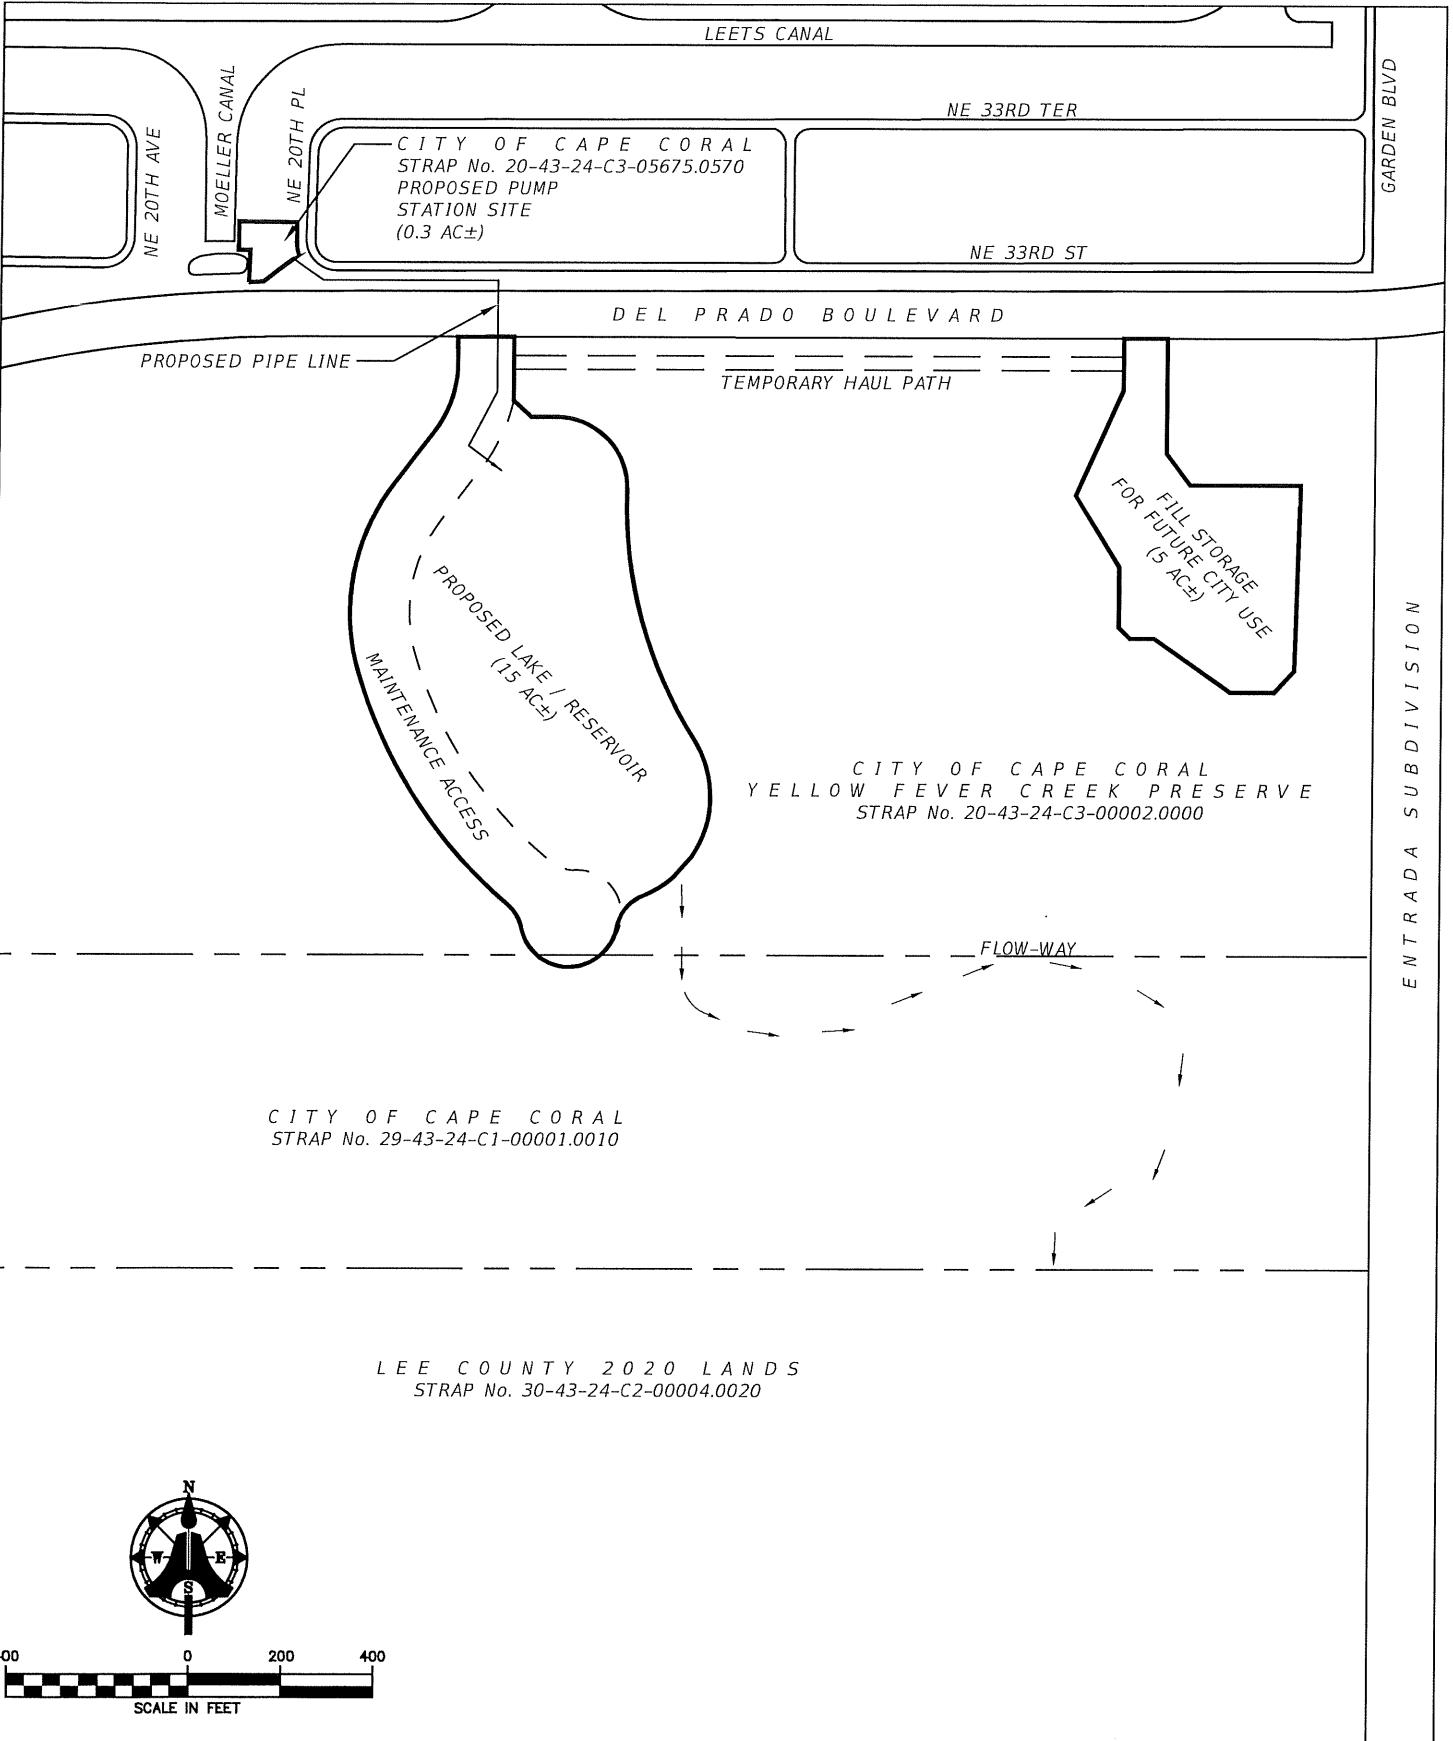 LEETS CANAL
MOELLER CANAL
NE 20TH PL
NE 20TH AVE
GARDEN BLVD
NE 33RD TER
CITY OF CAPE CORAL
STRAP No. 20-43-24-C3-05675.0570
PROPOSED PUMP
STATION SITE
(0.3 AC±)
NE 33RD ST
DEL PRADO BOULEVARD
PROPOSED PIPE LINE
TEMPORARY HAUL PATH
FILL STORAGE
FOR FUTURE CITY USE
(5 AC±)
PROPOSED LAKE / RESERVOIR
(15 AC±)
MAINTENANCE ACCESS
ENTRADA SUBDIVISION
CITY OF CAPE CORAL
YELLOW FEVER CREEK PRESERVE
STRAP No. 20-43-24-C3-00002.0000
FLOW-WAY
CITY OF CAPE CORAL
STRAP No. 29-43-24-C1-00001.0010
LEE COUNTY 2020 LANDS
STRAP No. 30-43-24-C2-00004.0020
N
W E
S
00 0 200 400
SCALE IN FEET